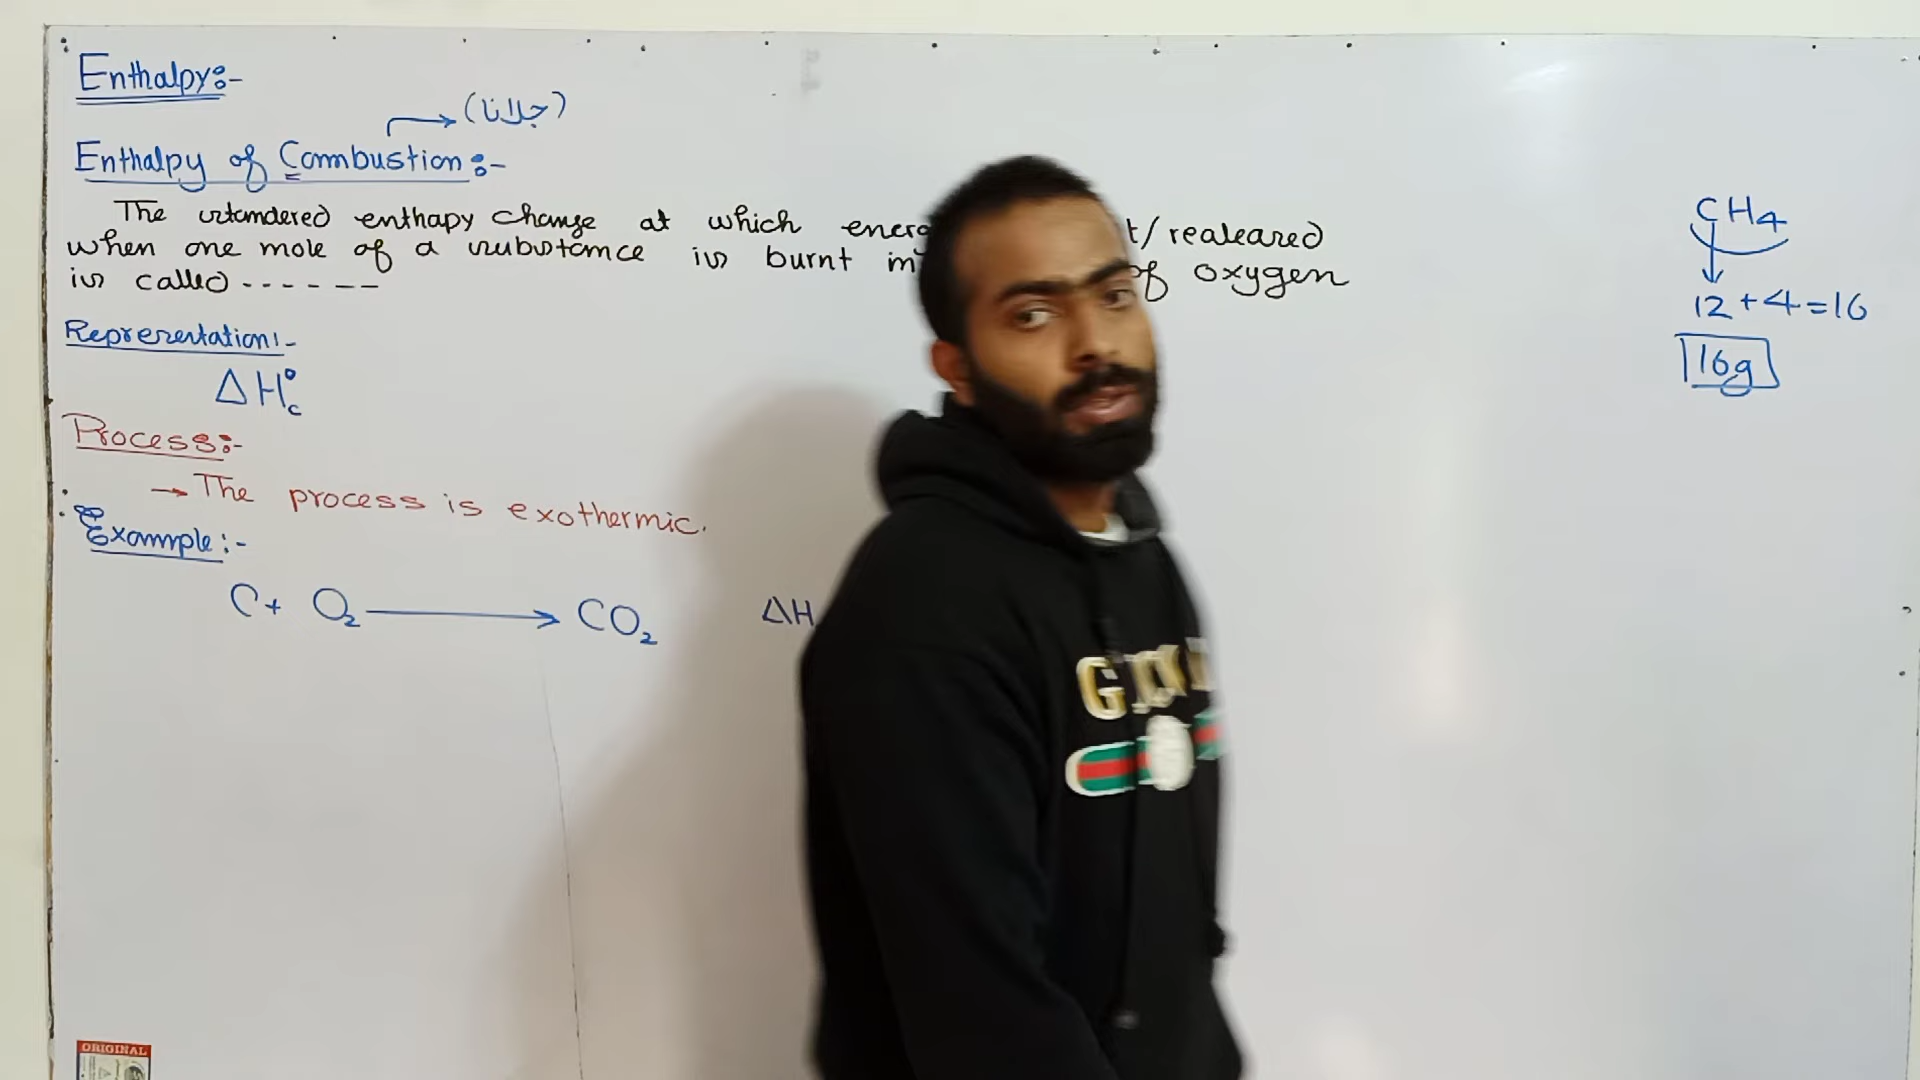 Enthalpy:-
(جلانا)
Enthalpy of Combustion:-
The standered enthapy change at which t/ realeared
when one mole of a substance is burnt of oxygen
is called - - - - - -
Representation:-
ΔH°c
Process:-
→ The process is exothermic.
Example:-
C + O₂ → CO₂ ΔH
CH₄
12 + 4 = 16
16g
ORIGINAL